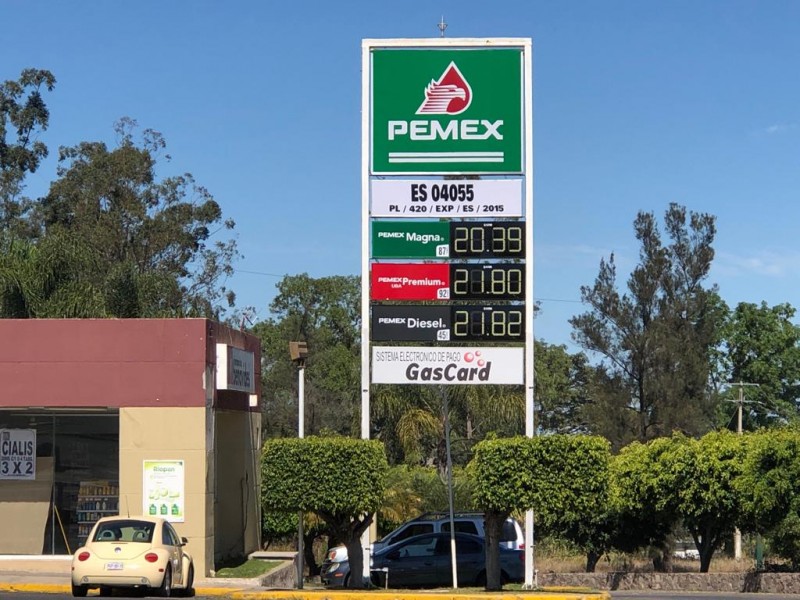 PEMEX
ES 04055
PL / 420 / EXP / ES / 2015
PEMEX Magna 87 20.39
PEMEX Premium 92 21.80
PEMEX Diesel 45 21.82
SISTEMA ELECTRONICO DE PAGO
GasCard
CIALIS
3 X 2